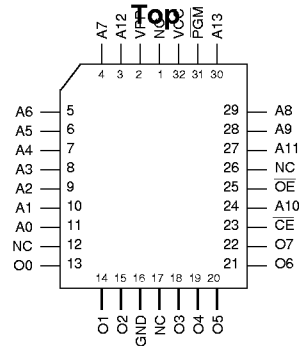 Top
A7 A12 VPP NC VCC PGM A13
4 3 2 1 32 31 30
A6 5 29 A8
A5 6 28 A9
A4 7 27 A11
A3 8 26 NC
A2 9 25 OE
A1 10 24 A10
A0 11 23 CE
NC 12 22 O7
O0 13 21 O6
14 15 16 17 18 19 20
O1 O2 GND NC O3 O4 O5